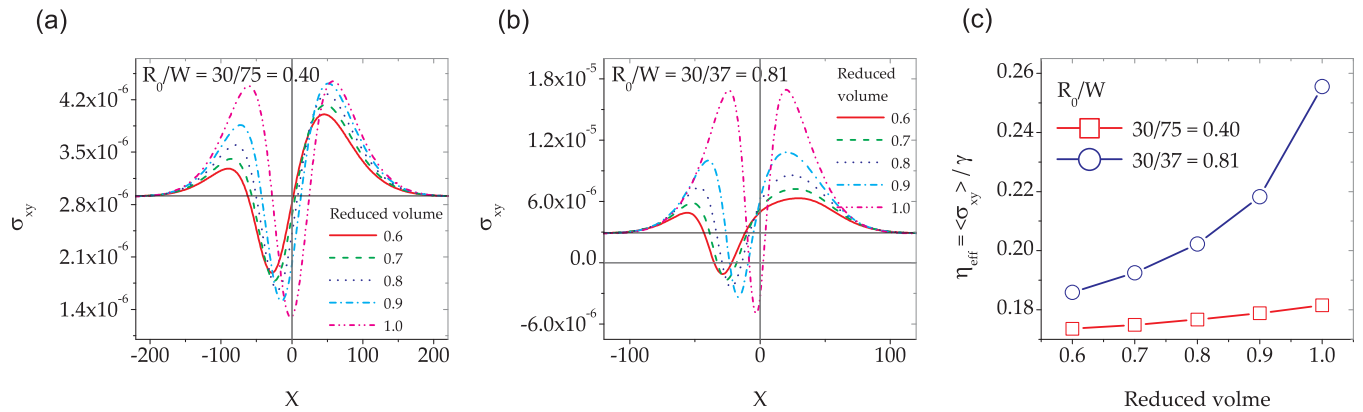 (a)
R0/W = 30/75 = 0.40
σxy
4.2x10-6
3.5x10-6
2.8x10-6
2.1x10-6
1.4x10-6
Reduced volume
0.6
0.7
0.8
0.9
1.0
-200 -100 0 100 200
X
(b)
R0/W = 30/37 = 0.81
σxy
1.8x10-5
1.2x10-5
6.0x10-6
0.0
-6.0x10-6
Reduced
volume
0.6
0.7
0.8
0.9
1.0
-100 0 100
X
(c)
ηeff = <σxy> / γ
0.26
0.24
0.22
0.20
0.18
R0/W
30/75 = 0.40
30/37 = 0.81
0.6 0.7 0.8 0.9 1.0
Reduced volme